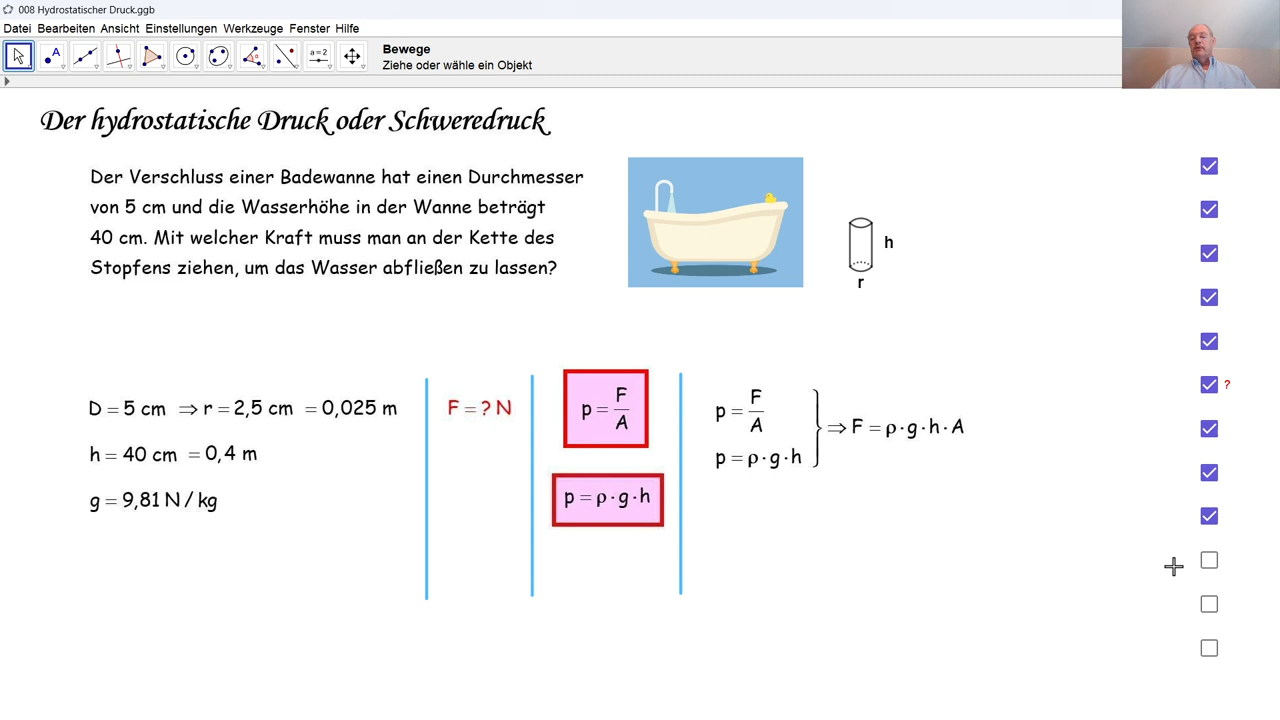 008 Hydrostatischer Druck.ggb
Datei Bearbeiten Ansicht Einstellungen Werkzeuge Fenster Hilfe
A
a=2
Bewege
Ziehe oder wähle ein Objekt
Der hydrostatische Druck oder Schweredruck
Der Verschluss einer Badewanne hat einen Durchmesser
von 5 cm und die Wasserhöhe in der Wanne beträgt
40 cm. Mit welcher Kraft muss man an der Kette des
Stopfens ziehen, um das Wasser abfließen zu lassen?
h
r
?
D = 5 cm ⇒ r = 2,5 cm = 0,025 m
h = 40 cm = 0,4 m
g = 9,81 N / kg
F = ? N
p = F/A
p = ρ · g · h
p = F/A
p = ρ · g · h
} ⇒ F = ρ · g · h · A